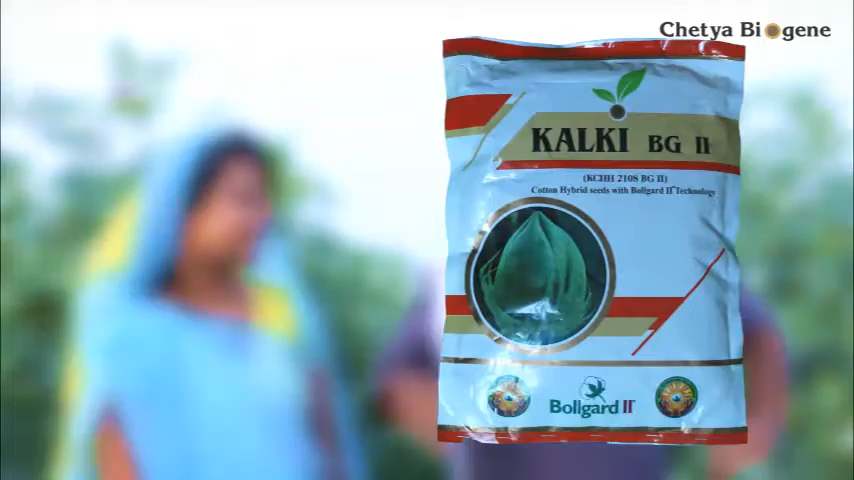 Chetya Biogene
KALKI BG II
(KCHH 2108 BG II)
Cotton Hybrid seeds with Bollgard II Technology
Bollgard II